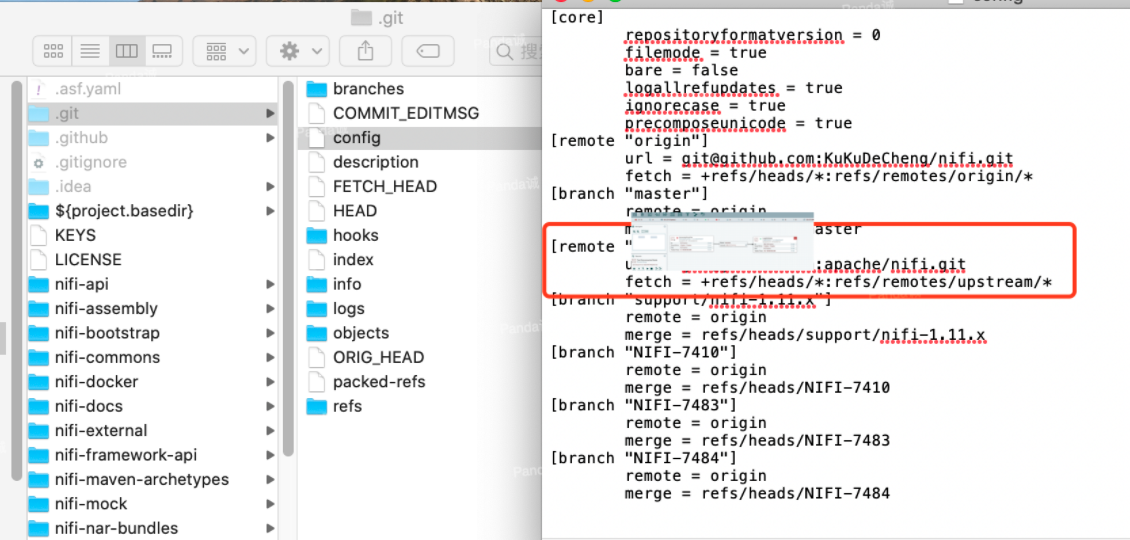 .git
.asf.yaml
.git
.github
.gitignore
.idea
${project.basedir}
KEYS
LICENSE
nifi-api
nifi-assembly
nifi-bootstrap
nifi-commons
nifi-docker
nifi-docs
nifi-external
nifi-framework-api
nifi-maven-archetypes
nifi-mock
nifi-nar-bundles
branches
COMMIT_EDITMSG
config
description
FETCH_HEAD
HEAD
hooks
index
info
logs
objects
ORIG_HEAD
packed-refs
refs
[core]
repositoryformatversion = 0
filemode = true
bare = false
logallrefupdates = true
ignorecase = true
precomposeunicode = true
[remote "origin"]
url = git@github.com:KuKuDeCheng/nifi.git
fetch = +refs/heads/*:refs/remotes/origin/*
[branch "master"]
remote = origin
[remote "
:apache/nifi.git
fetch = +refs/heads/*:refs/remotes/upstream/*
[branch "support/nifi-1.11.x"]
remote = origin
merge = refs/heads/support/nifi-1.11.x
[branch "NIFI-7410"]
remote = origin
merge = refs/heads/NIFI-7410
[branch "NIFI-7483"]
remote = origin
merge = refs/heads/NIFI-7483
[branch "NIFI-7484"]
remote = origin
merge = refs/heads/NIFI-7484